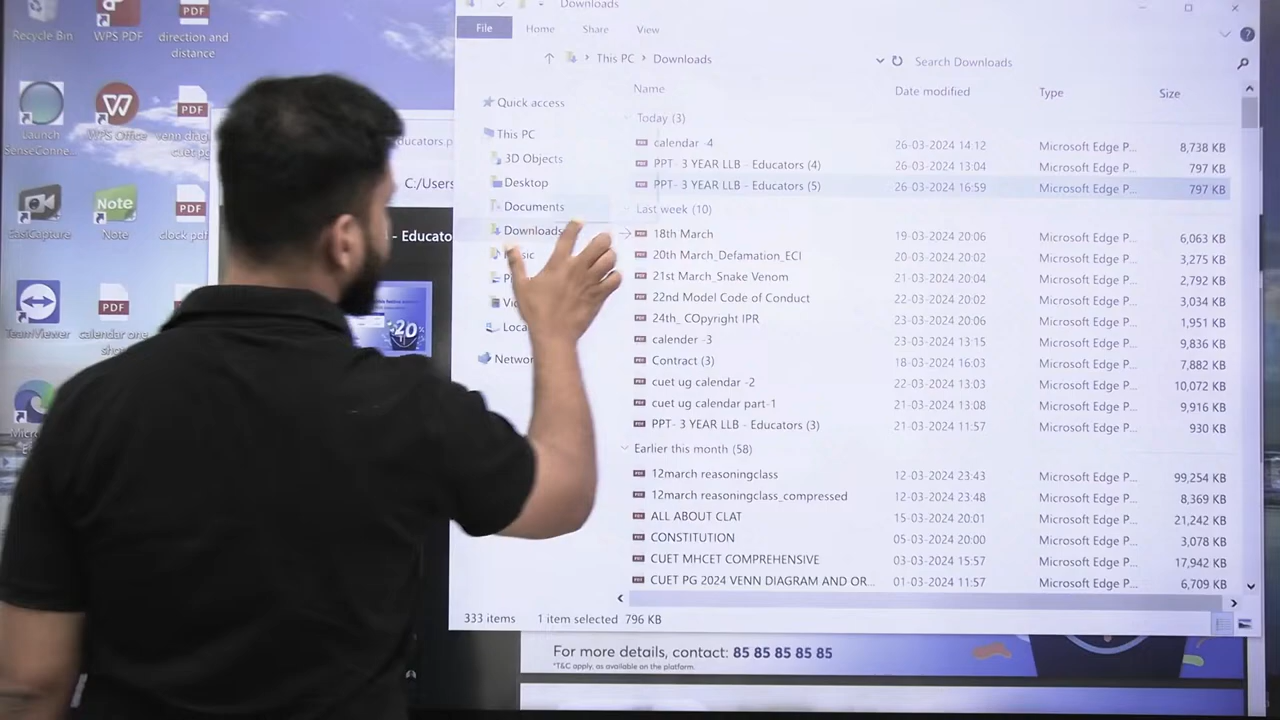 Recycle Bin
WPS PDF
PDF
direction and
distance
Launch
SenseConne...
WPS Office
PDF
venn diag
cuet pg
EasiCapture
Note
Note
PDF
clock pdf
TeamViewer
PDF
calendar one
educators.p
C:/Users
- Educato
20
Downloads
File
Home
Share
View
This PC
Downloads
Search Downloads
Quick access
This PC
3D Objects
Desktop
Documents
Downloads
Networ
Name
Date modified
Type
Size
Today (3)
calendar -4 26-03-2024 14:12 Microsoft Edge P... 8,738 KB
PPT- 3 YEAR LLB - Educators (4) 26-03-2024 13:04 Microsoft Edge P... 797 KB
PPT- 3 YEAR LLB - Educators (5) 26-03-2024 16:59 Microsoft Edge P... 797 KB
Last week (10)
18th March 19-03-2024 20:06 Microsoft Edge P... 6,063 KB
20th March_Defamation_ECI 20-03-2024 20:02 Microsoft Edge P... 3,275 KB
21st March_Snake Venom 21-03-2024 20:04 Microsoft Edge P... 2,792 KB
22nd Model Code of Conduct 22-03-2024 20:02 Microsoft Edge P... 3,034 KB
24th_ COpyright IPR 23-03-2024 20:06 Microsoft Edge P... 1,951 KB
calender -3 23-03-2024 13:15 Microsoft Edge P... 9,836 KB
Contract (3) 18-03-2024 16:03 Microsoft Edge P... 7,882 KB
cuet ug calendar -2 22-03-2024 13:03 Microsoft Edge P... 10,072 KB
cuet ug calendar part-1 21-03-2024 13:08 Microsoft Edge P... 9,916 KB
PPT- 3 YEAR LLB - Educators (3) 21-03-2024 11:57 Microsoft Edge P... 930 KB
Earlier this month (58)
12march reasoningclass 12-03-2024 23:43 Microsoft Edge P... 99,254 KB
12march reasoningclass_compressed 12-03-2024 23:48 Microsoft Edge P... 8,369 KB
ALL ABOUT CLAT 15-03-2024 20:01 Microsoft Edge P... 21,242 KB
CONSTITUTION 05-03-2024 20:00 Microsoft Edge P... 3,078 KB
CUET MHCET COMPREHENSIVE 03-03-2024 15:57 Microsoft Edge P... 17,942 KB
CUET PG 2024 VENN DIAGRAM AND OR... 01-03-2024 11:57 Microsoft Edge P... 6,709 KB
333 items 1 item selected 796 KB
For more details, contact: 85 85 85 85 85
*T&C apply, as available on the platform.